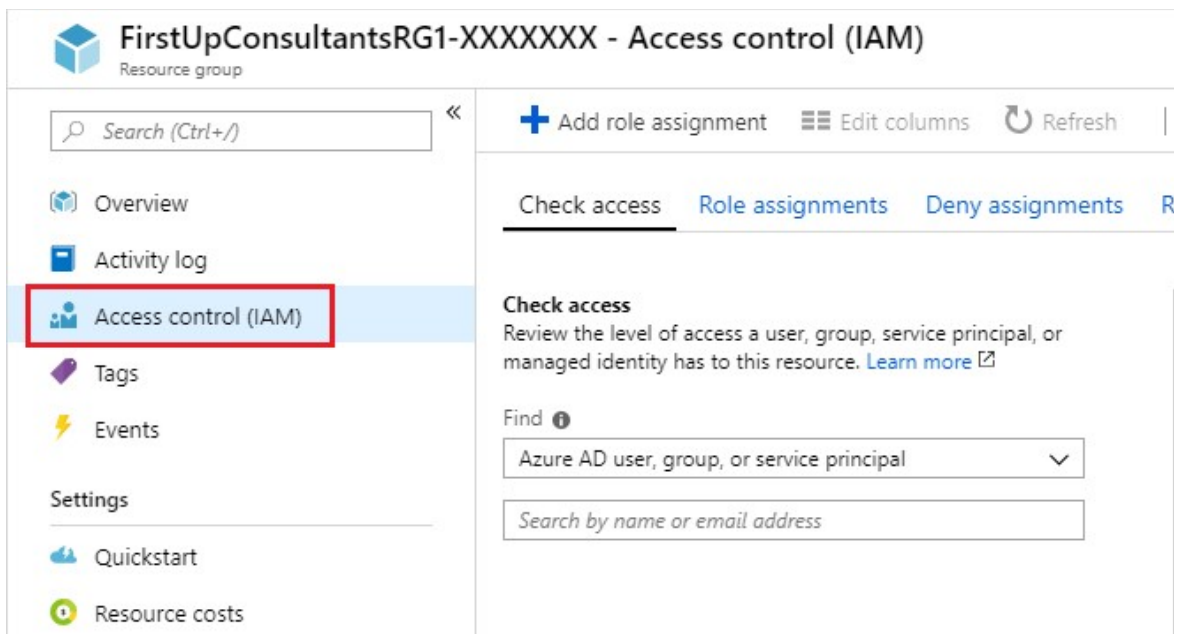 FirstUpConsultantsRG1-XXXXXXX - Access control (IAM)
Resource group
Search (Ctrl+/)
«
Overview
Activity log
Access control (IAM)
Tags
Events
Settings
Quickstart
Resource costs
Add role assignment Edit columns Refresh
Check access Role assignments Deny assignments R
Check access
Review the level of access a user, group, service principal, or
managed identity has to this resource. Learn more
Find
Azure AD user, group, or service principal
Search by name or email address